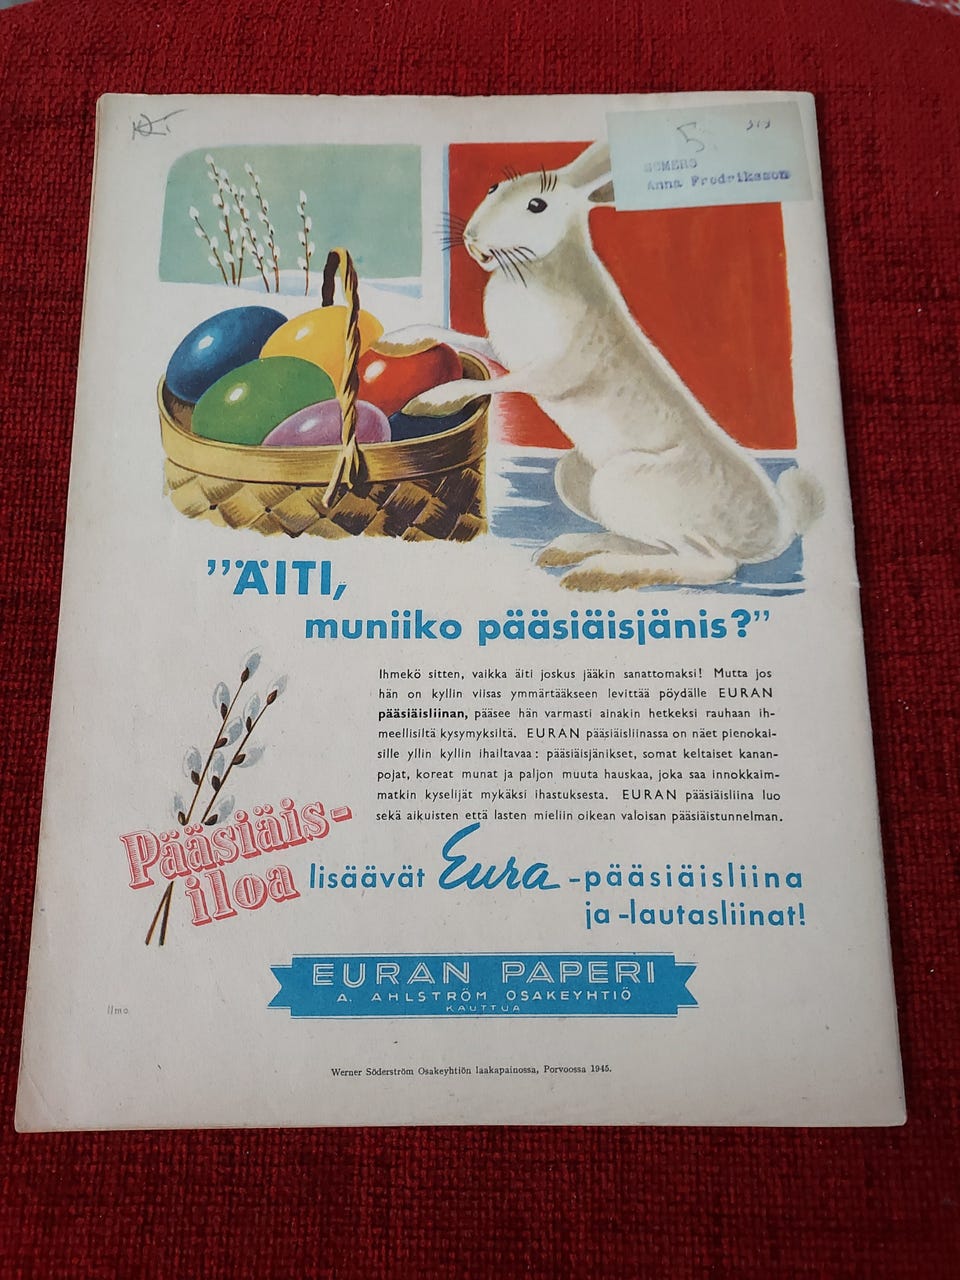 5.
SOMERO
Anna Fredriksson
”ÄITI,
muniiko pääsiäisjänis?”
Ihmekö sitten, vaikka äiti joskus jääkin sanattomaksi! Mutta jos
hän on kyllin viisas ymmärtääkseen levittää pöydälle EURAN
pääsiäisliinan, pääsee hän varmasti ainakin hetkeksi rauhaan ih-
meellisiltä kysymyksiltä. EURAN pääsiäisliinassa on näet pienokai-
sille yllin kyllin ihailtavaa: pääsiäisjänikset, somat keltaiset kanan-
pojat, koreat munat ja paljon muuta hauskaa, joka saa innokkaim-
matkin kyselijät mykäksi ihastuksesta. EURAN pääsiäisliina luo
sekä aikuisten että lasten mieliin oikean valoisan pääsiäistunnelman.
Pääsiäis-
iloa lisäävät Eura -pääsiäisliina
ja -lautasliinat!
EURAN PAPERI
A. AHLSTRÖM OSAKEYHTIÖ
KAUTTUA
Ilmo
Werner Söderström Osakeyhtiön laakapainossa, Porvoossa 1945.